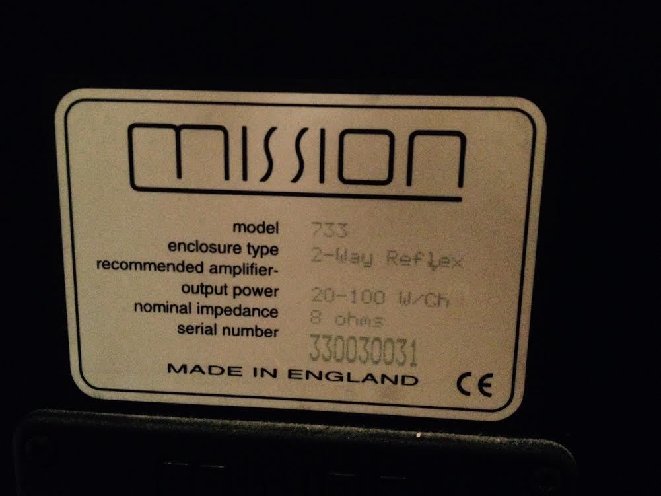 mission
model 733
enclosure type 2-Way Reflex
recommended amplifier-
output power 20-100 W/Ch
nominal impedance 8 ohms
serial number 330030031
MADE IN ENGLAND CE